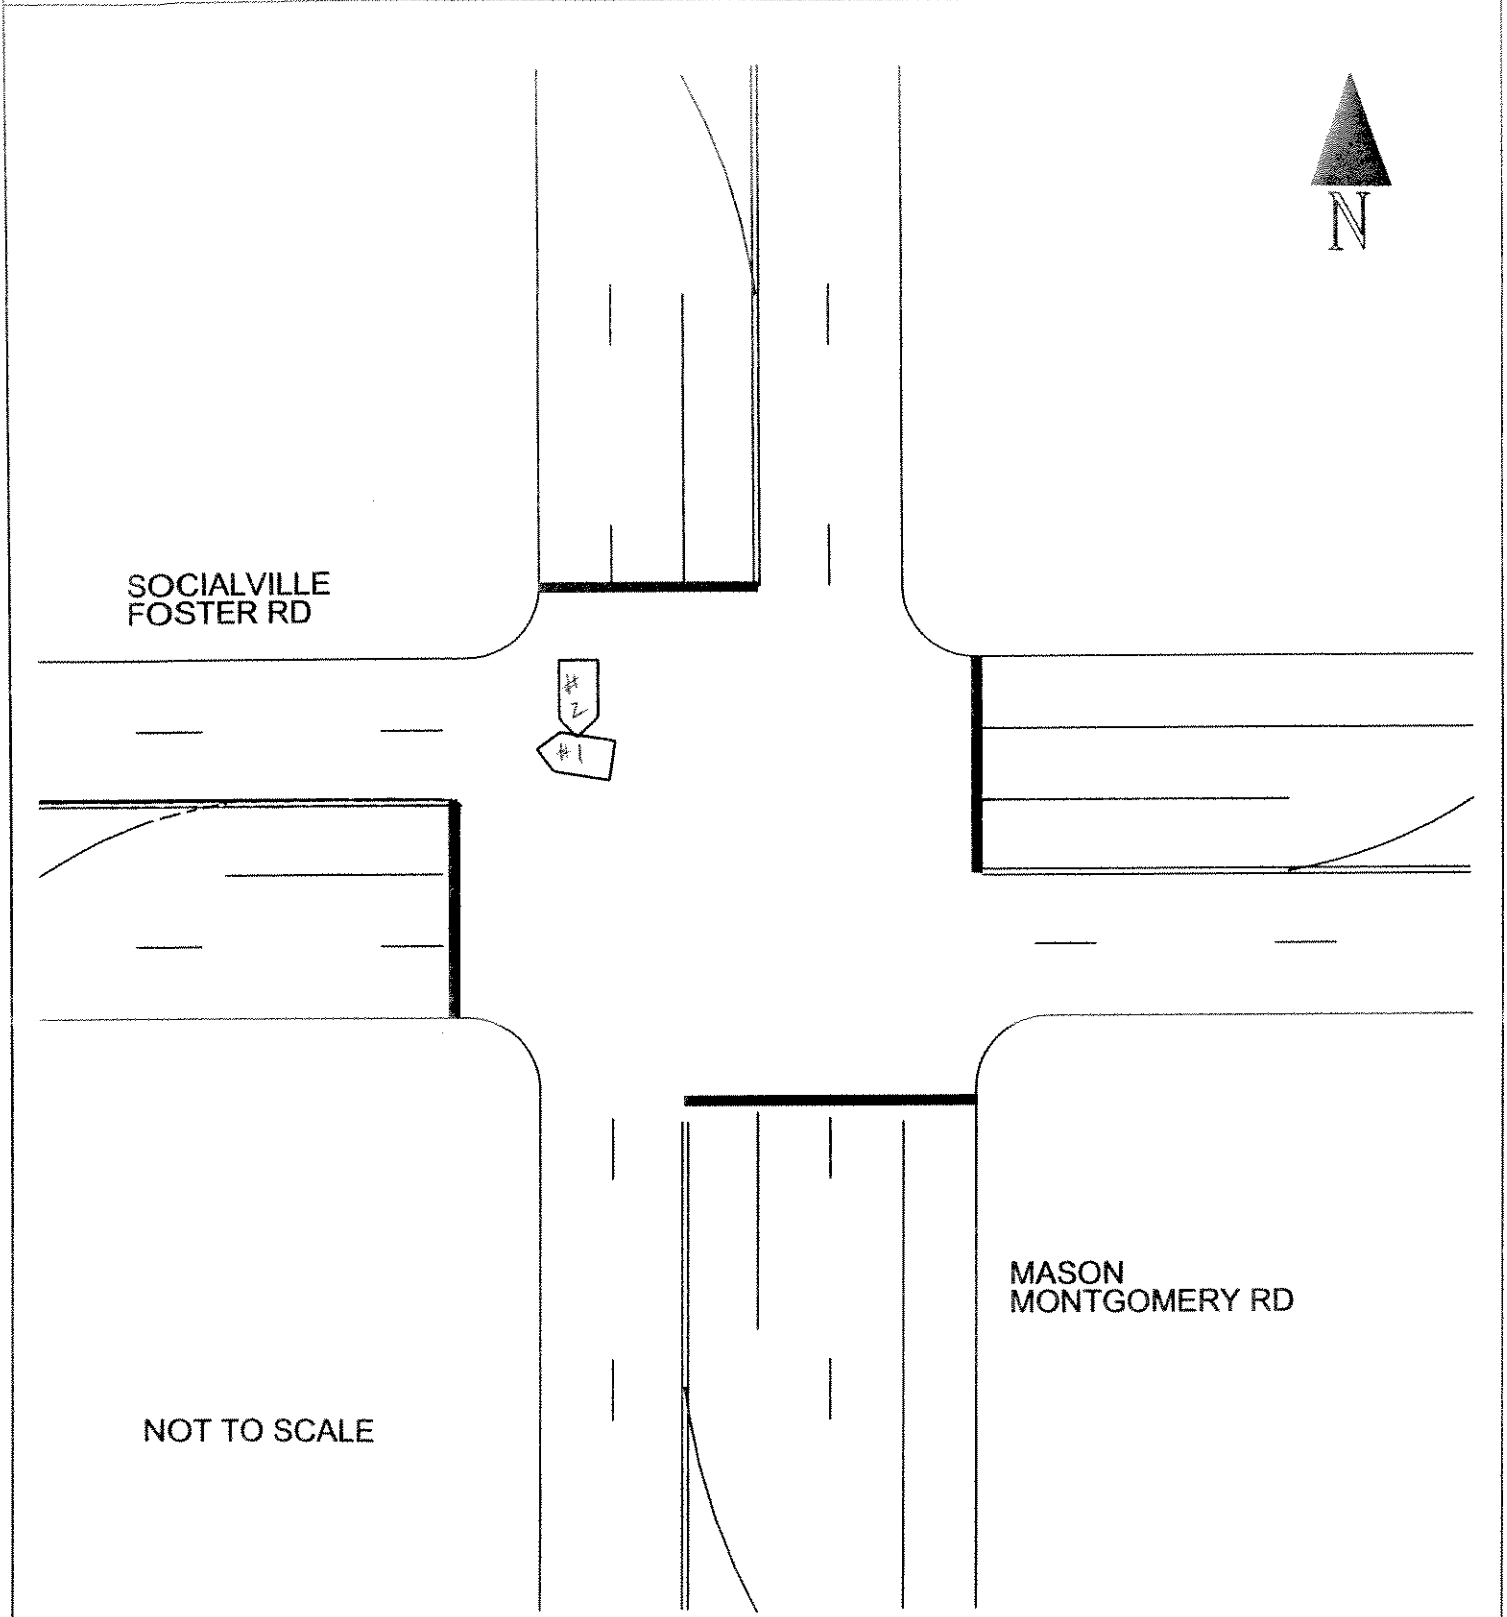 N
SOCIALVILLE
FOSTER RD
#
2
#1
MASON
MONTGOMERY RD
NOT TO SCALE